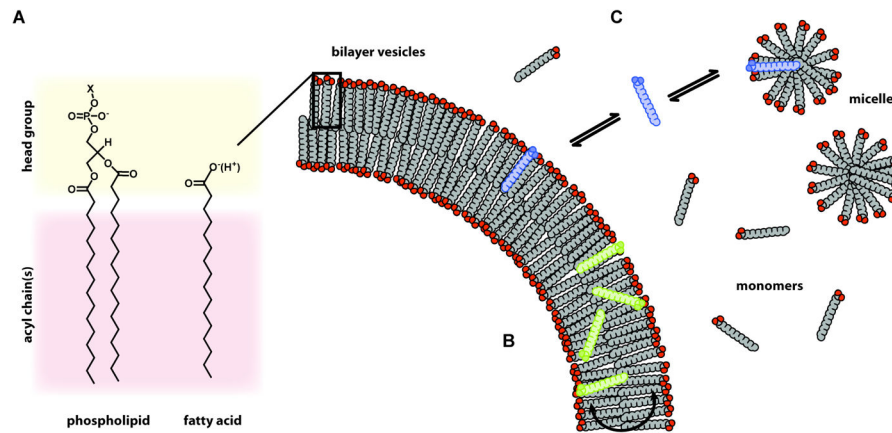 A
C
bilayer vesicles
micelle
head group
X
O
O=P-O⁻
O
H
O
O
O
O
O⁻(H⁺)
O
acyl chain(s)
monomers
B
phospholipid
fatty acid